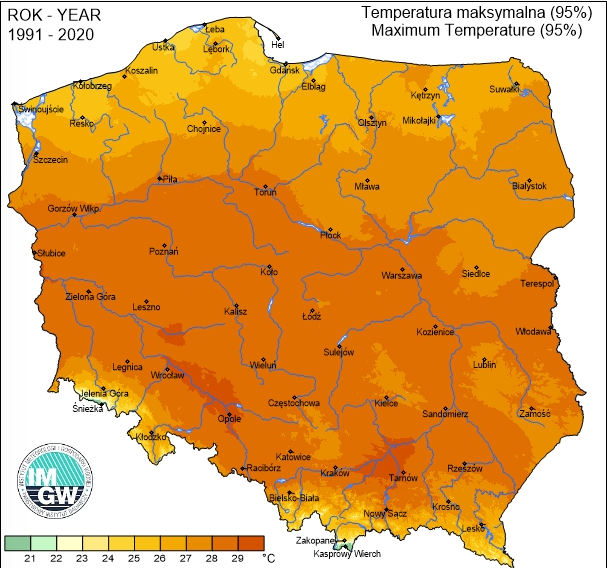 ROK - YEAR
1991 - 2020
Temperatura maksymalna (95%)
Maximum Temperature (95%)
Łeba
Hel
Ustka
Lębork
Koszalin
Gdańsk
Kołobrzeg
Elbląg
Kętrzyn
Suwałki
Świnoujście
Resko
Chojnice
Olsztyn
Mikołajki
Szczecin
Piła
Toruń
Mława
Białystok
Gorzów Wlkp.
Płock
Słubice
Poznań
Koło
Warszawa
Siedlce
Terespol
Zielona Góra
Leszno
Kalisz
Łódź
Kozienice
Włodawa
Sulejów
Legnica
Wrocław
Wieluń
Lublin
Jelenia Góra
Śnieżka
Opole
Częstochowa
Kielce
Sandomierz
Zamość
Kłodzko
Katowice
Racibórz
Kraków
Tarnów
Rzeszów
Bielsko-Biała
Nowy Sącz
Krosno
Lesko
Zakopane
Kasprowy Wierch
IM
GW
21 22 23 24 25 26 27 28 29 °C